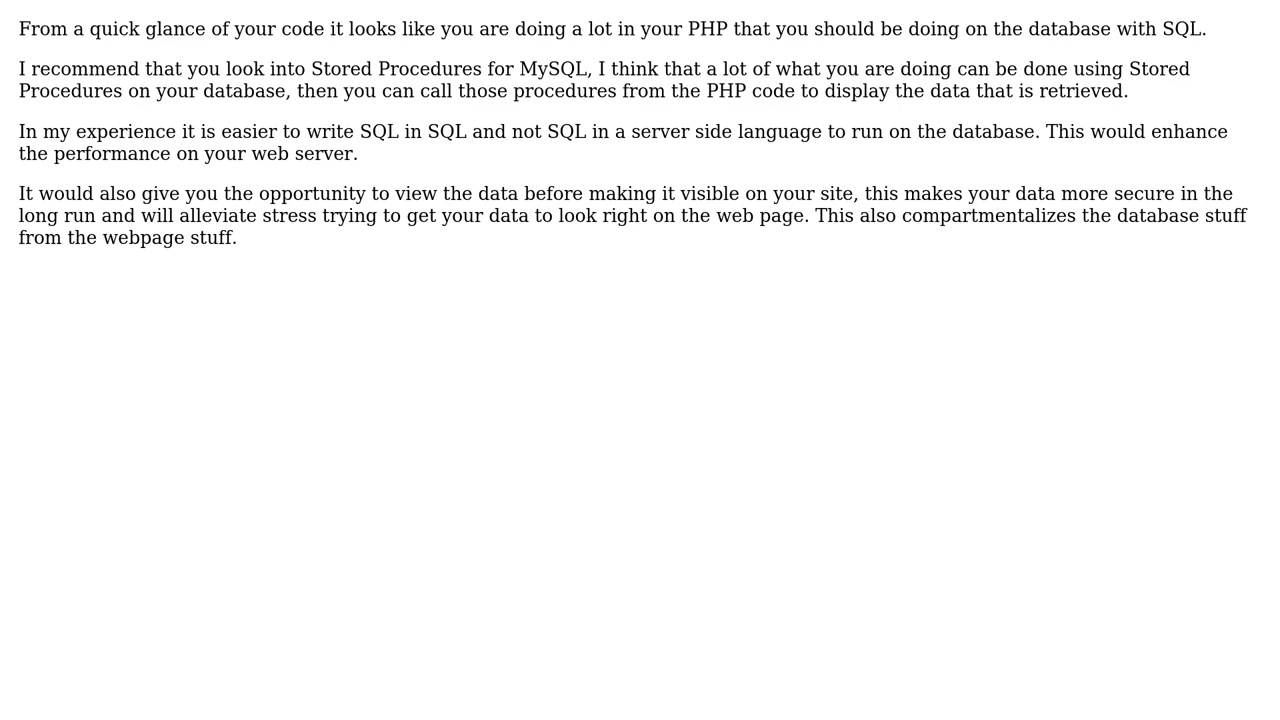 From a quick glance of your code it looks like you are doing a lot in your PHP that you should be doing on the database with SQL.
I recommend that you look into Stored Procedures for MySQL, I think that a lot of what you are doing can be done using Stored
Procedures on your database, then you can call those procedures from the PHP code to display the data that is retrieved.
In my experience it is easier to write SQL in SQL and not SQL in a server side language to run on the database. This would enhance
the performance on your web server.
It would also give you the opportunity to view the data before making it visible on your site, this makes your data more secure in the
long run and will alleviate stress trying to get your data to look right on the web page. This also compartmentalizes the database stuff
from the webpage stuff.